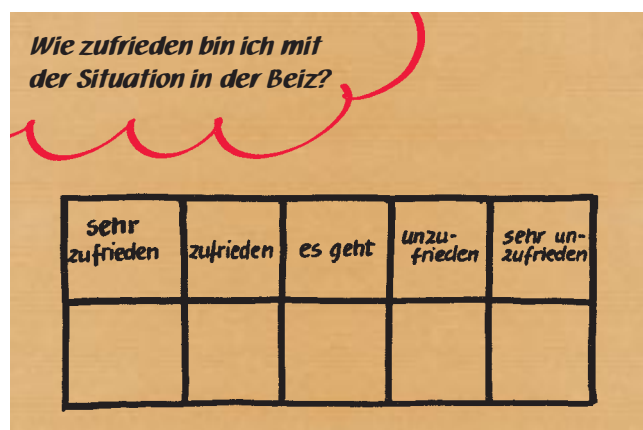 Wie zufrieden bin ich mit
der Situation in der Beiz?
sehr
zufrieden
zufrieden
es geht
unzu-
frieden
sehr un-
zufrieden